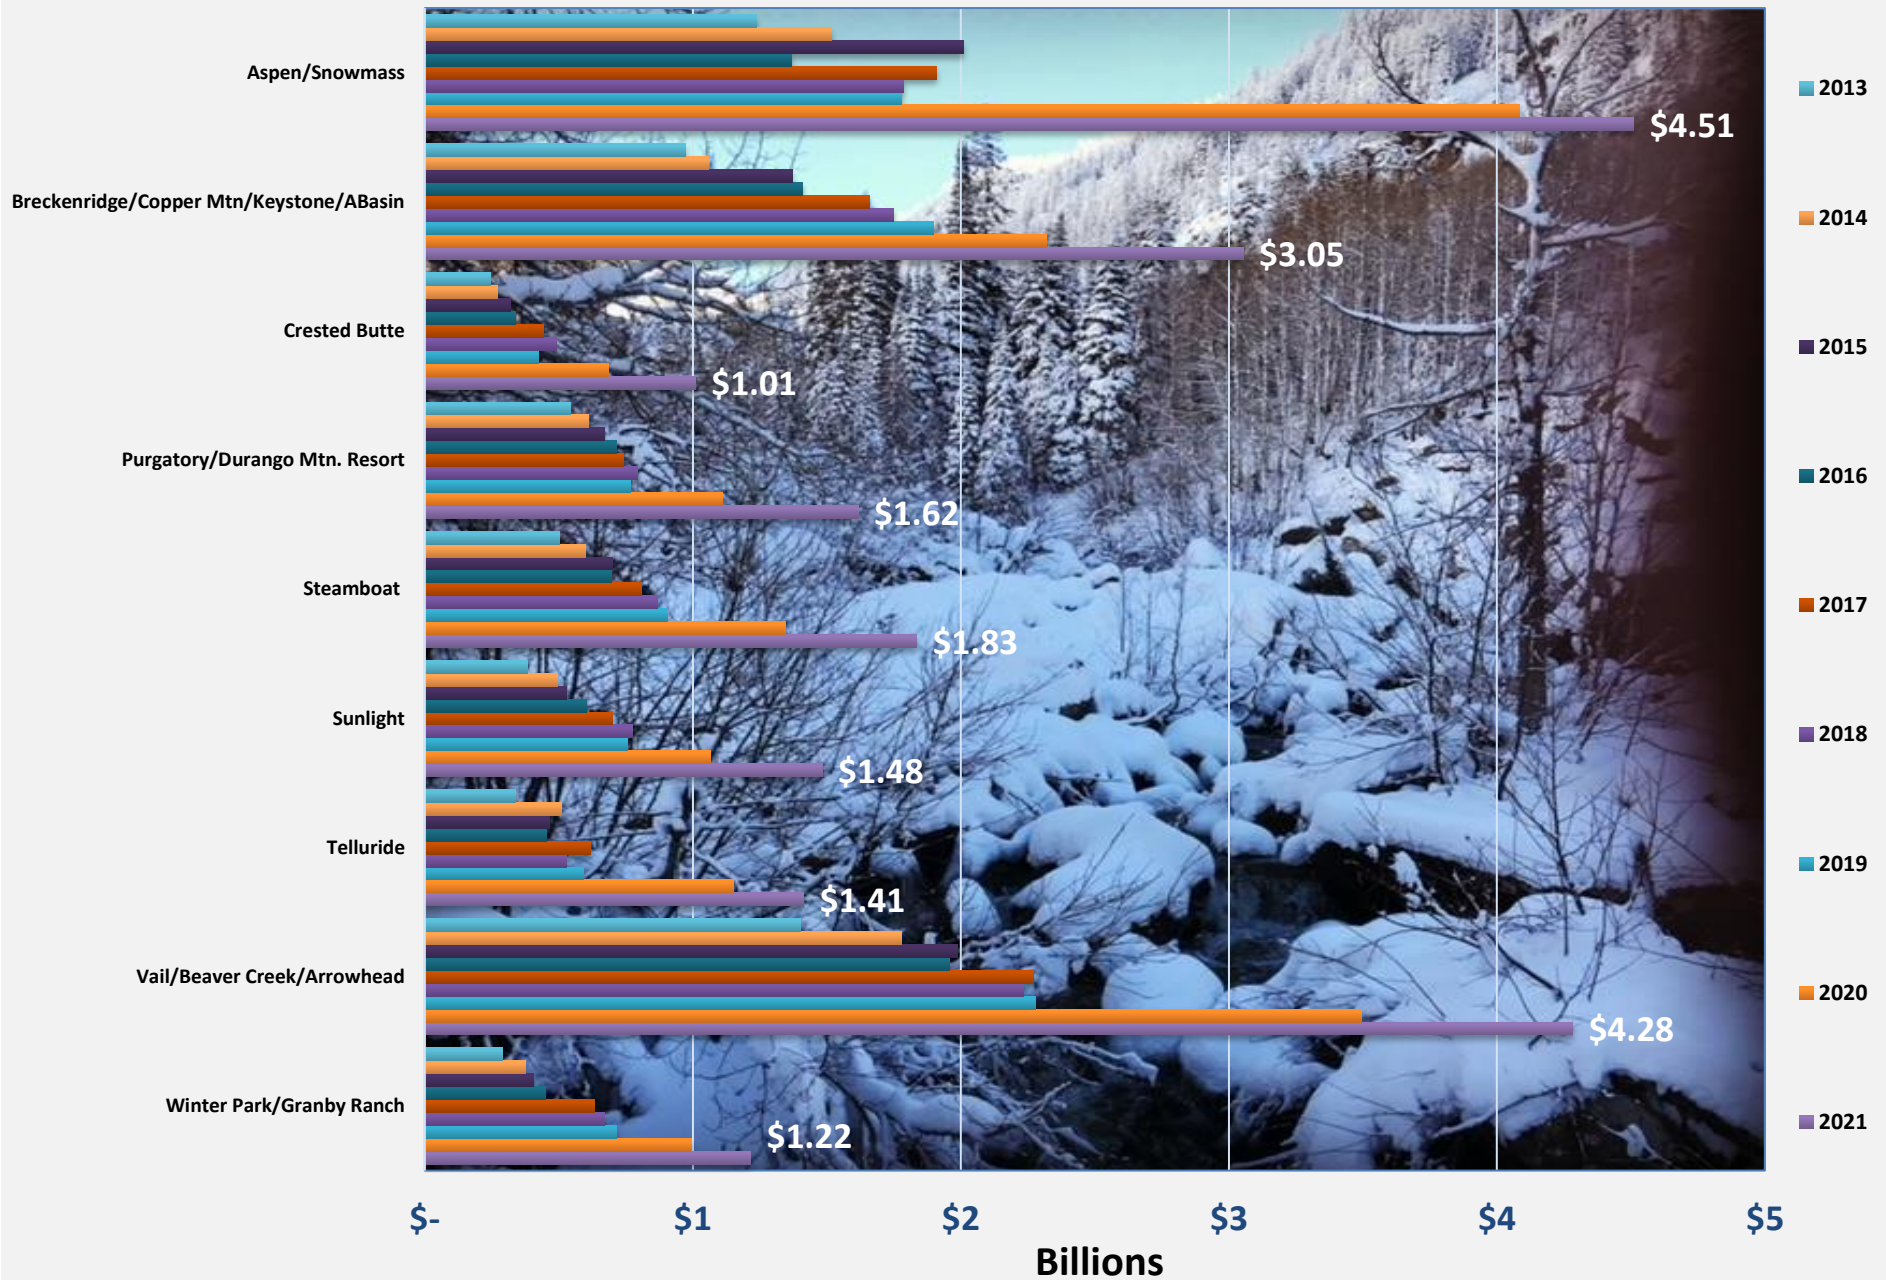 Aspen/Snowmass
$4.51
Breckenridge/Copper Mtn/Keystone/ABasin
$3.05
Crested Butte
$1.01
Purgatory/Durango Mtn. Resort
$1.62
Steamboat
$1.83
Sunlight
$1.48
Telluride
$1.41
Vail/Beaver Creek/Arrowhead
$4.28
Winter Park/Granby Ranch
$1.22
$- $1 $2 $3 $4 $5
Billions
2013
2014
2015
2016
2017
2018
2019
2020
2021